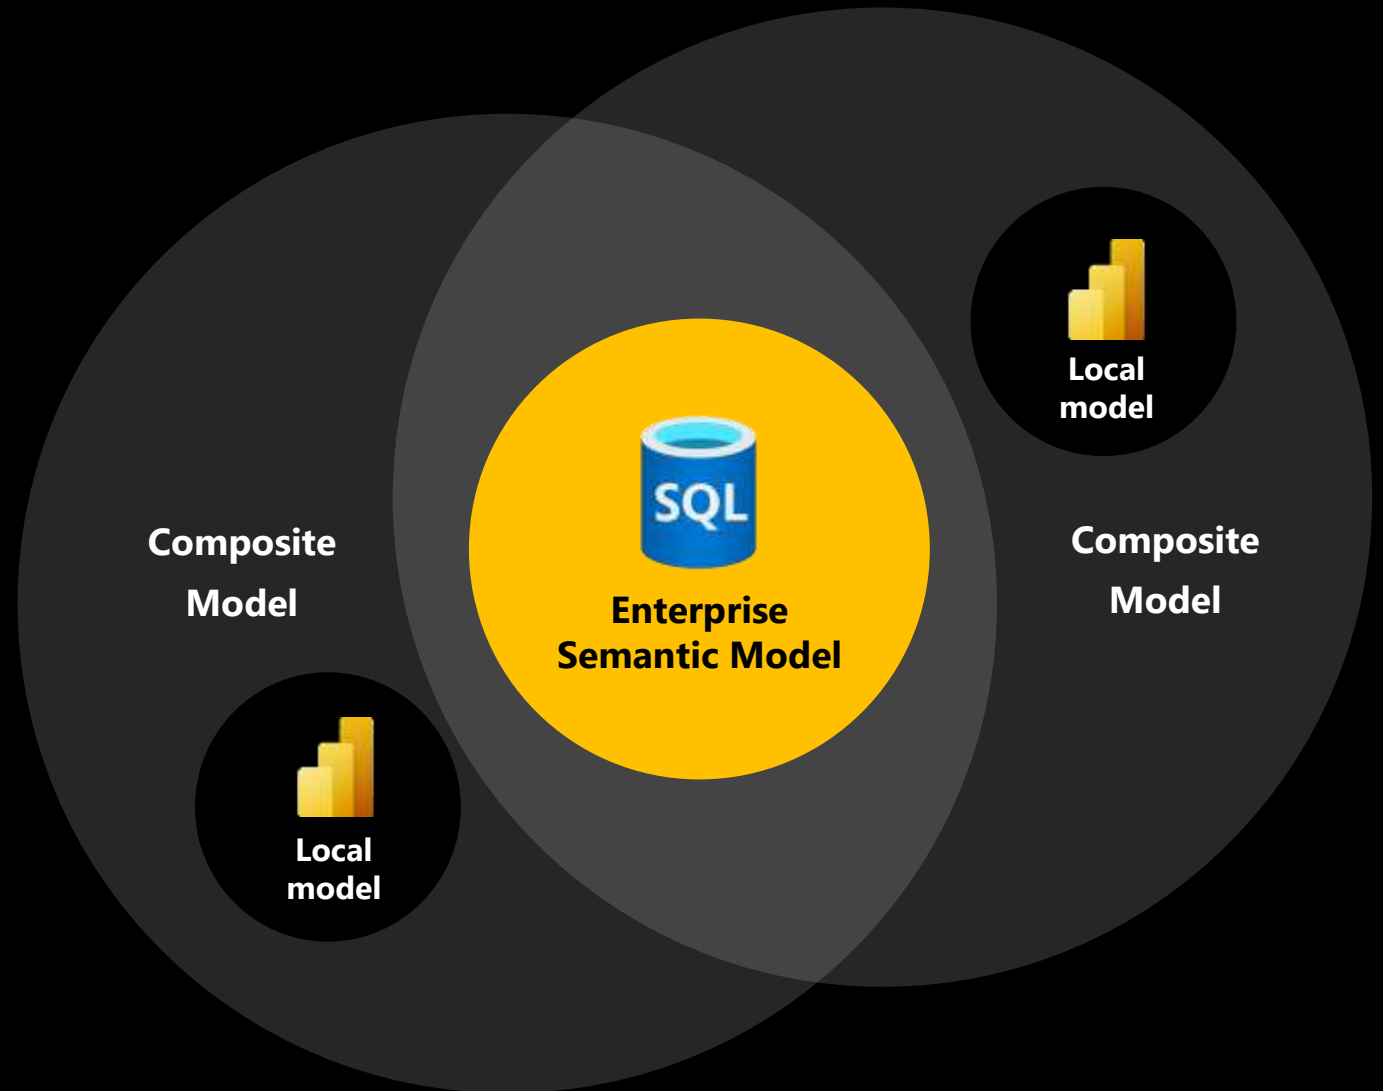 Local
model
SQL
Composite
Model
Enterprise
Semantic Model
Composite
Model
Local
model